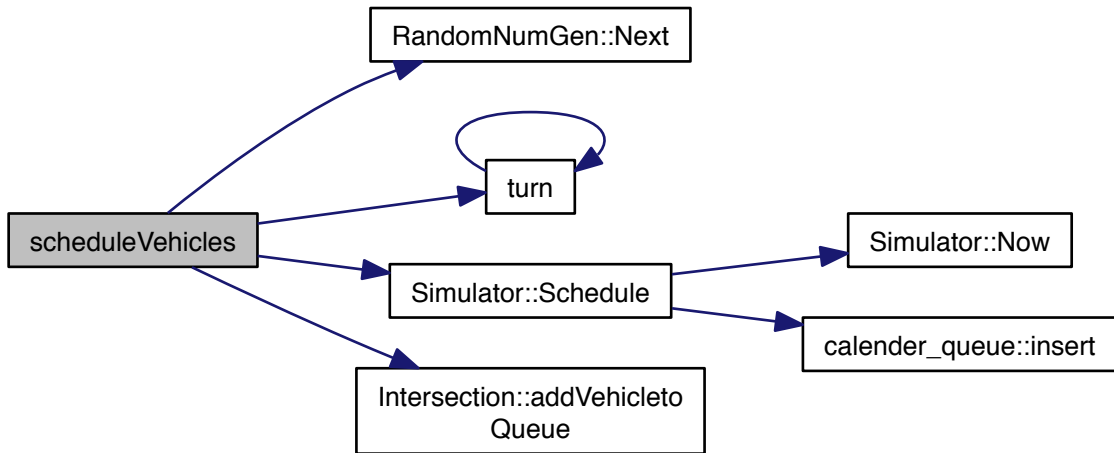 RandomNumGen::Next
turn
scheduleVehicles
Simulator::Now
Simulator::Schedule
calender_queue::insert
Intersection::addVehicleto
Queue